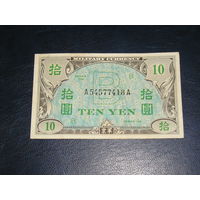 MILITARY CURRENCY
10 10
拾 B 拾
A54577418A
圓 圓
TEN YEN
10 10